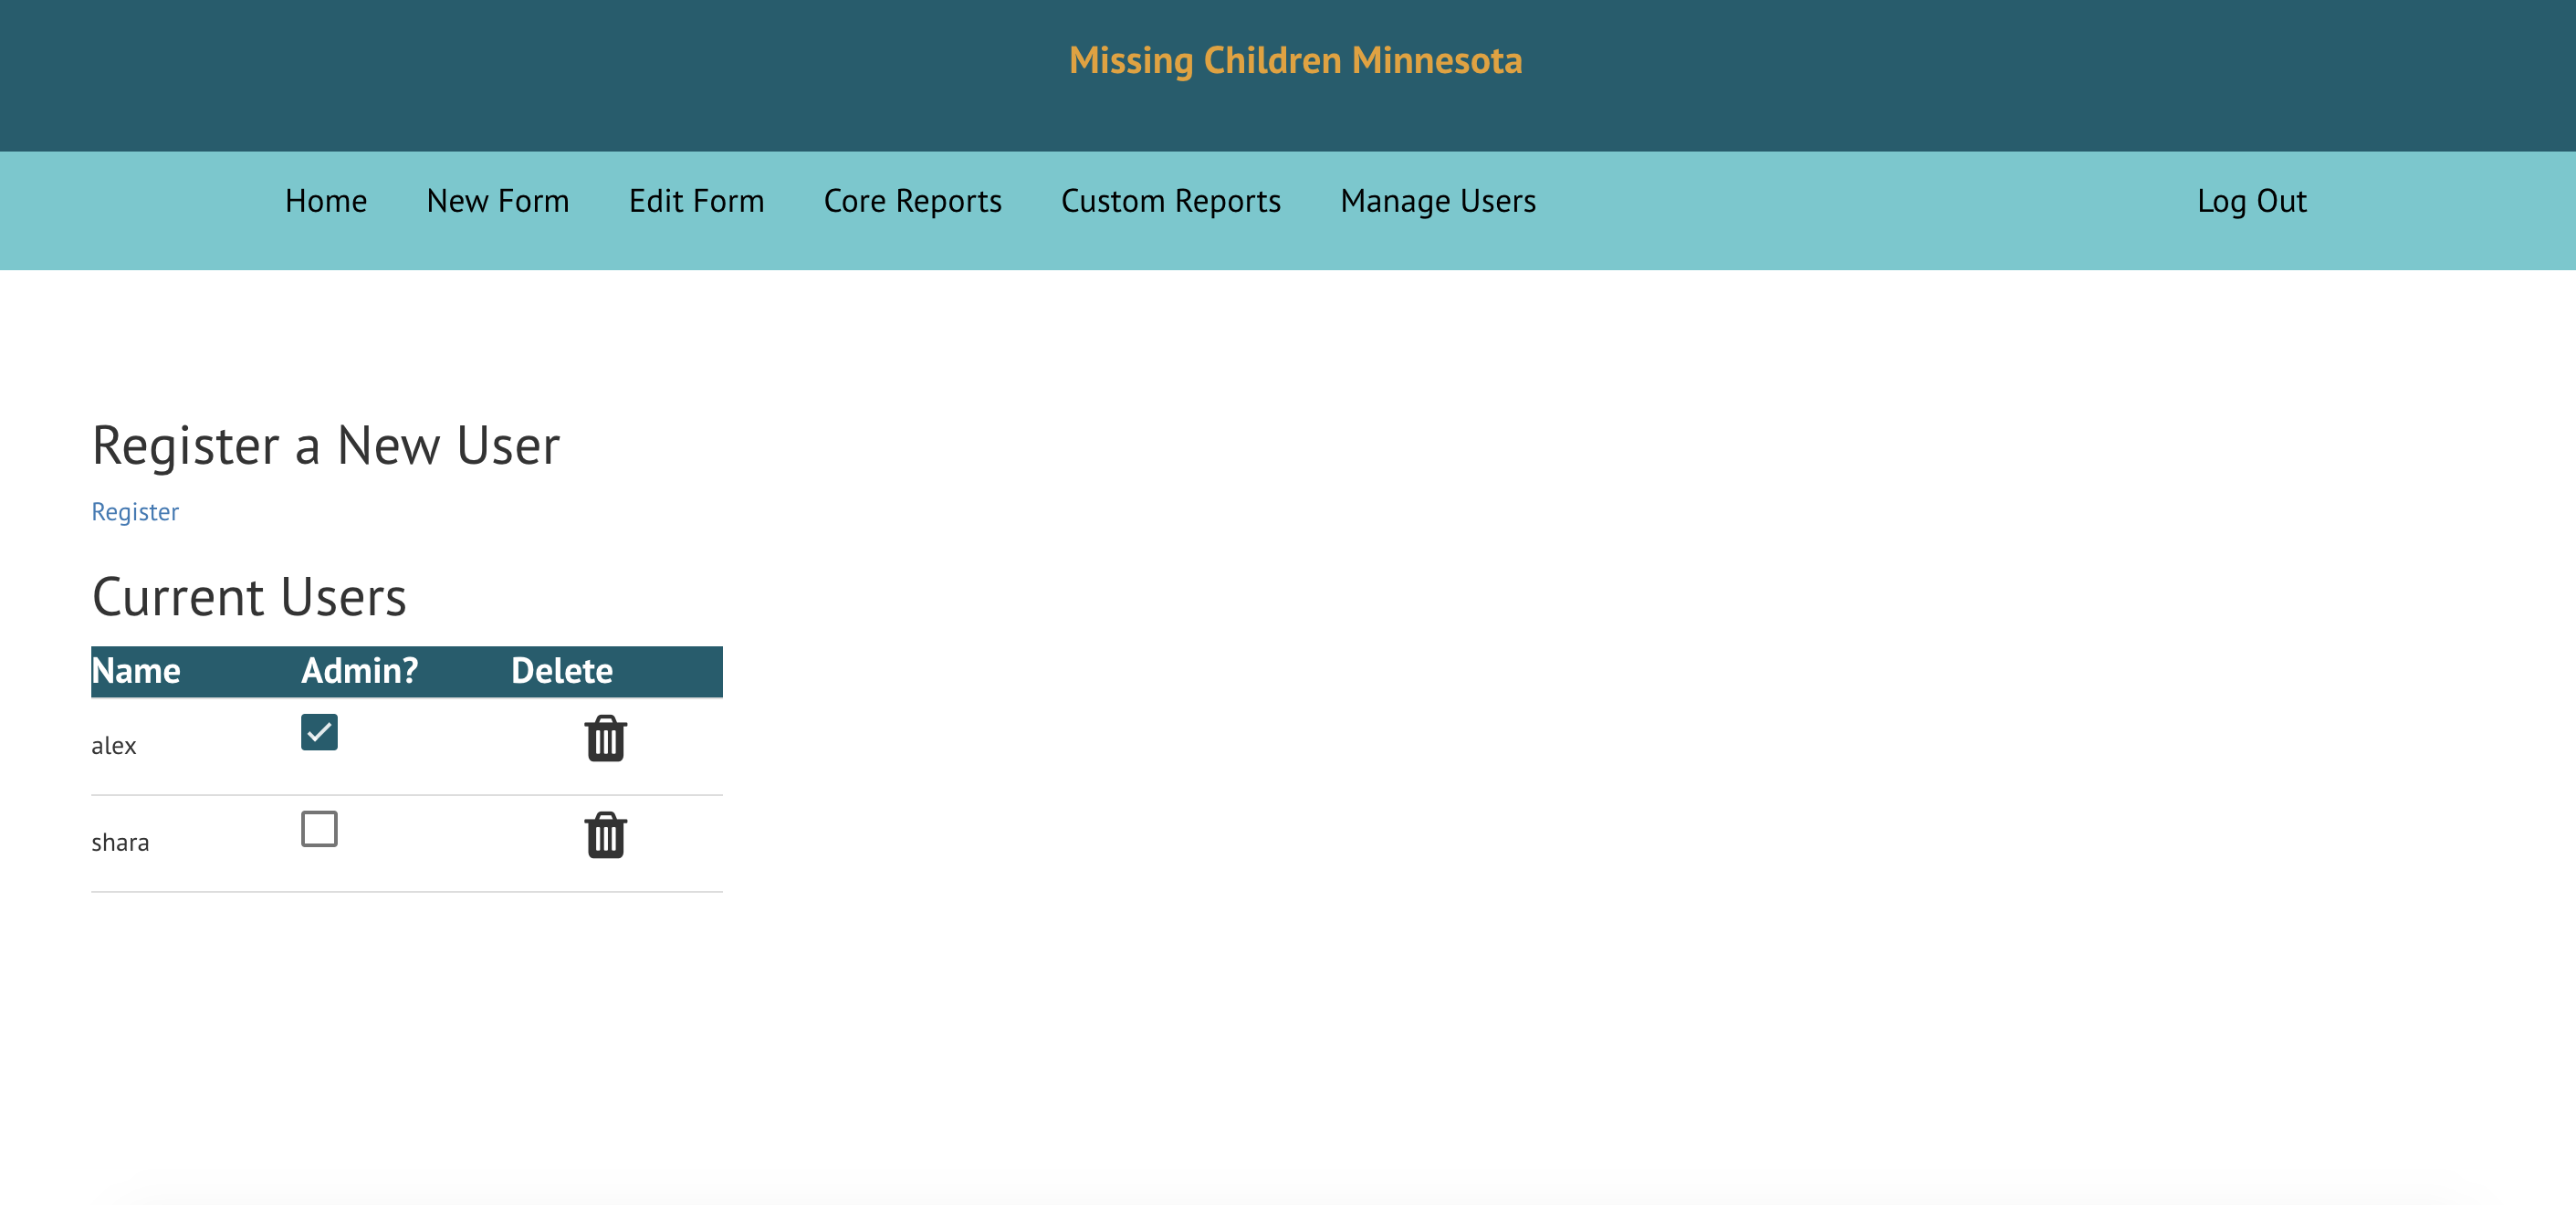 Missing Children Minnesota
Home New Form Edit Form Core Reports Custom Reports Manage Users Log Out
Register a New User
Register
Current Users
Name Admin? Delete
alex
shara